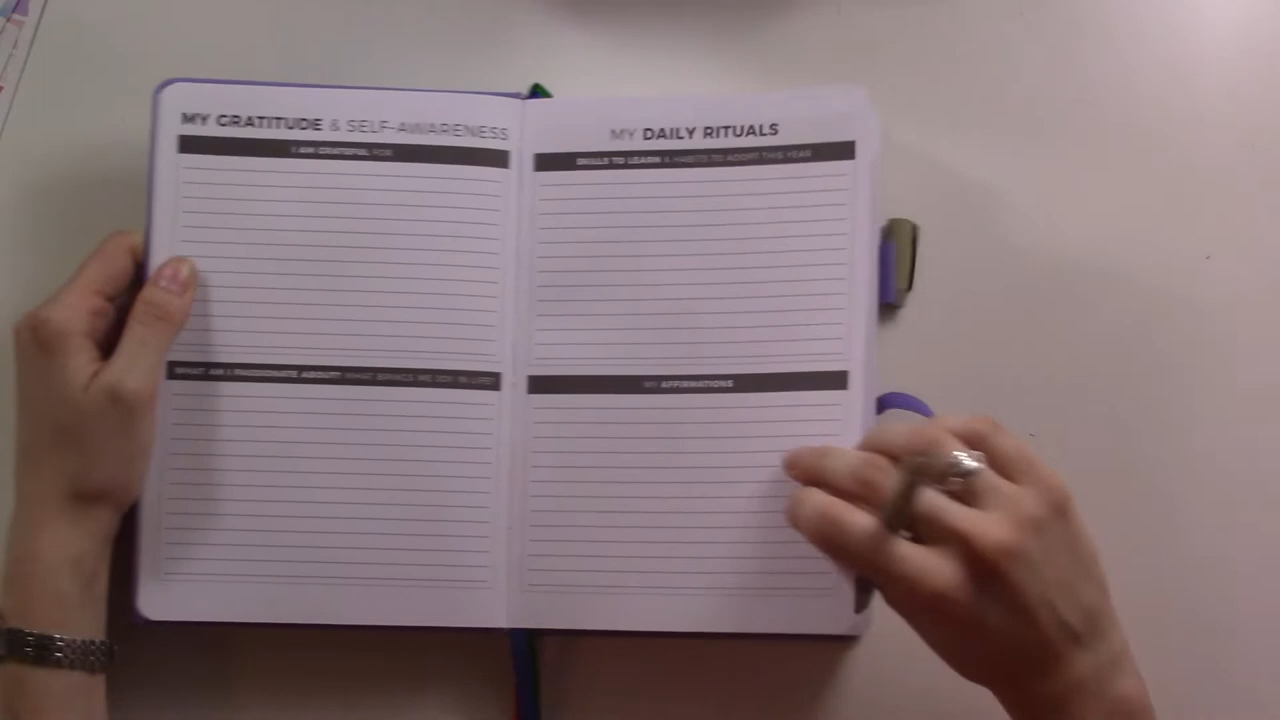 MY GRATITUDE & SELF-AWARENESS
I AM GRATEFUL FOR
WHAT AM I PASSIONATE ABOUT? WHAT BRINGS ME JOY IN LIFE?
MY DAILY RITUALS
SKILLS TO LEARN & HABITS TO ADOPT THIS YEAR
MY AFFIRMATIONS